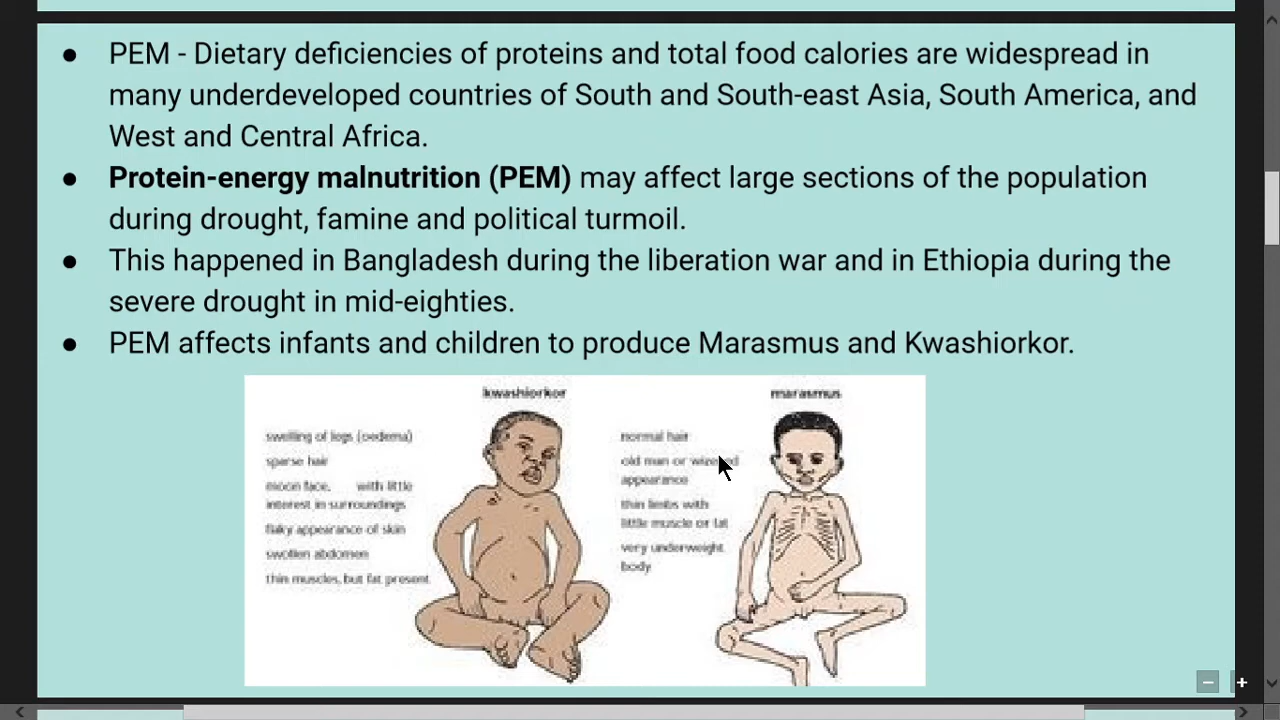 ● PEM - Dietary deficiencies of proteins and total food calories are widespread in
many underdeveloped countries of South and South-east Asia, South America, and
West and Central Africa.
● Protein-energy malnutrition (PEM) may affect large sections of the population
during drought, famine and political turmoil.
● This happened in Bangladesh during the liberation war and in Ethiopia during the
severe drought in mid-eighties.
● PEM affects infants and children to produce Marasmus and Kwashiorkor.
kwashiorkor
swelling of legs (oedema)
sparse hair
moon face, with little
interest in surroundings
flaky appearance of skin
swollen abdomen
thin muscles, but fat present
marasmus
normal hair
old man or
appearance
thin limbs with
little muscle or fat
very underweight
body